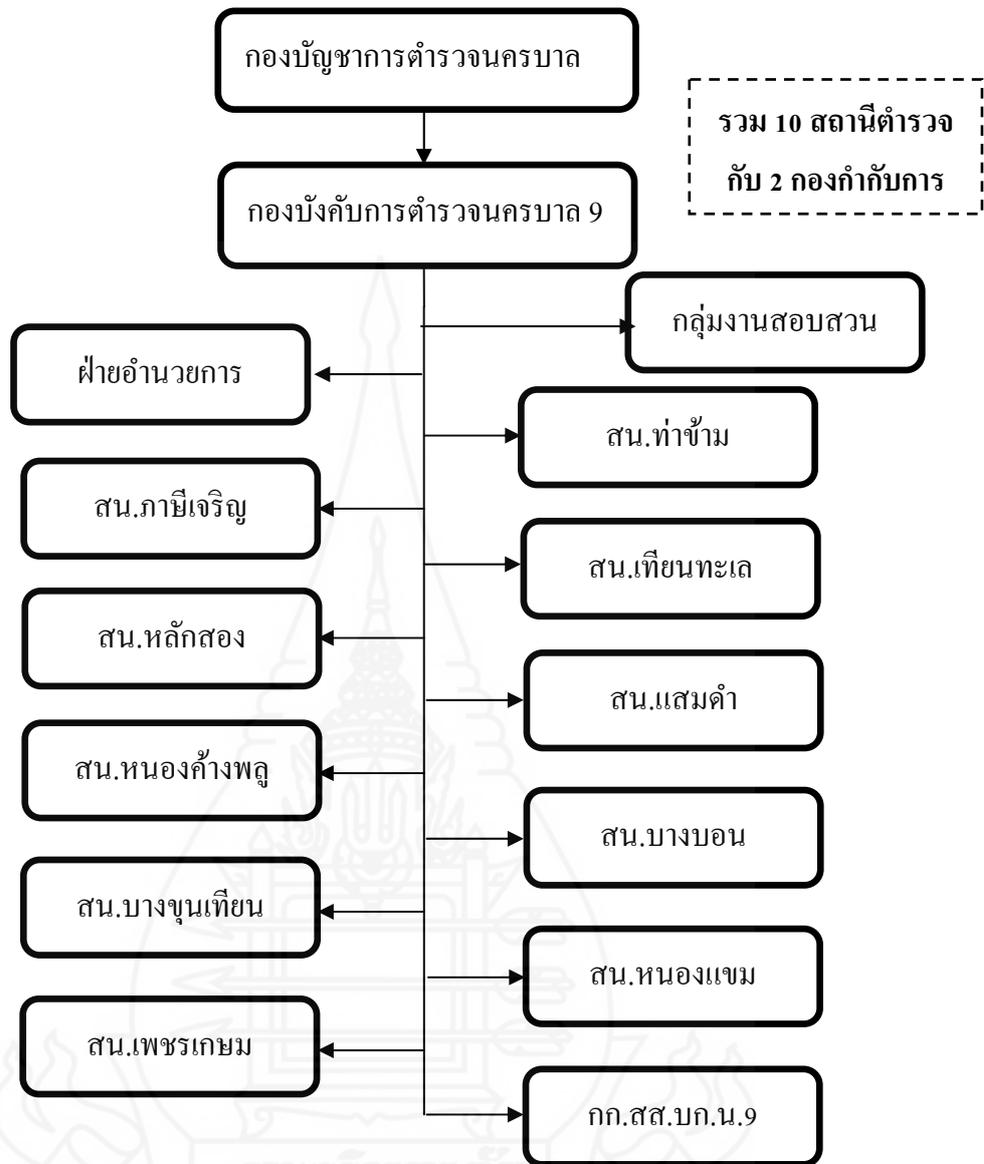 กองบัญชาการตำรวจนครบาล
รวม 10 สถานีตำรวจ
กับ 2 กองกำกับการ
กองบังคับการตำรวจนครบาล 9
กลุ่มงานสอบสวน
ฝ่ายอำนวยการ
สน.ท่าข้าม
สน.ภาษีเจริญ
สน.เทียนทะเล
สน.หลักสอง
สน.แสมดำ
สน.หนองค้างพลู
สน.บางบอน
สน.บางขุนเทียน
สน.หนองแขม
สน.เพชรเกษม
กก.สส.บก.น.9